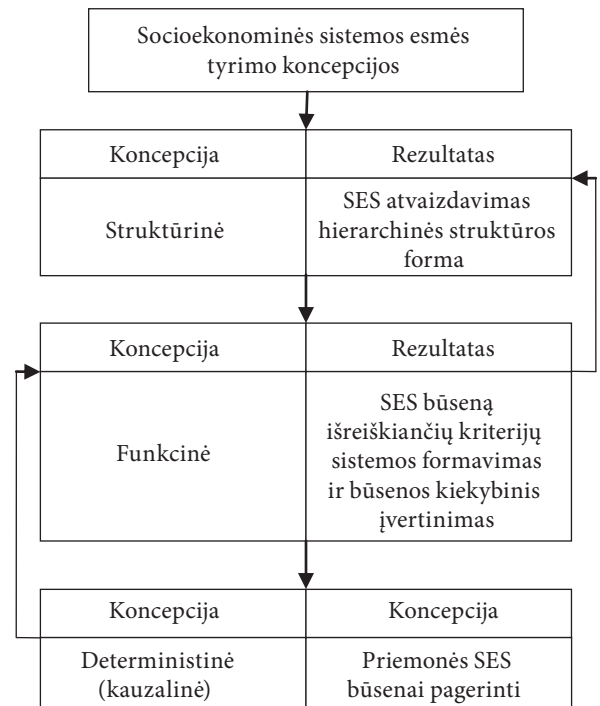 Socioekonominės sistemos esmės
tyrimo koncepcijos
Koncepcija
Rezultatas
Struktūrinė
SES atvaizdavimas
hierarchinės struktūros
forma
Koncepcija
Rezultatas
Funkcinė
SES būseną
išreiškiančių kriterijų
sistemos formavimas
ir būsenos kiekybinis
įvertinimas
Koncepcija
Koncepcija
Deterministinė
(kauzalinė)
Priemonės SES
būsenai pagerinti